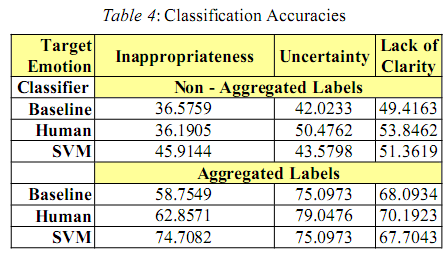 Table 4: Classification Accuracies
Target Emotion Inappropriateness Uncertainty Lack of Clarity
Classifier Non - Aggregated Labels
Baseline 36.5759 42.0233 49.4163
Human 36.1905 50.4762 53.8462
SVM 45.9144 43.5798 51.3619
Aggregated Labels
Baseline 58.7549 75.0973 68.0934
Human 62.8571 79.0476 70.1923
SVM 74.7082 75.0973 67.7043